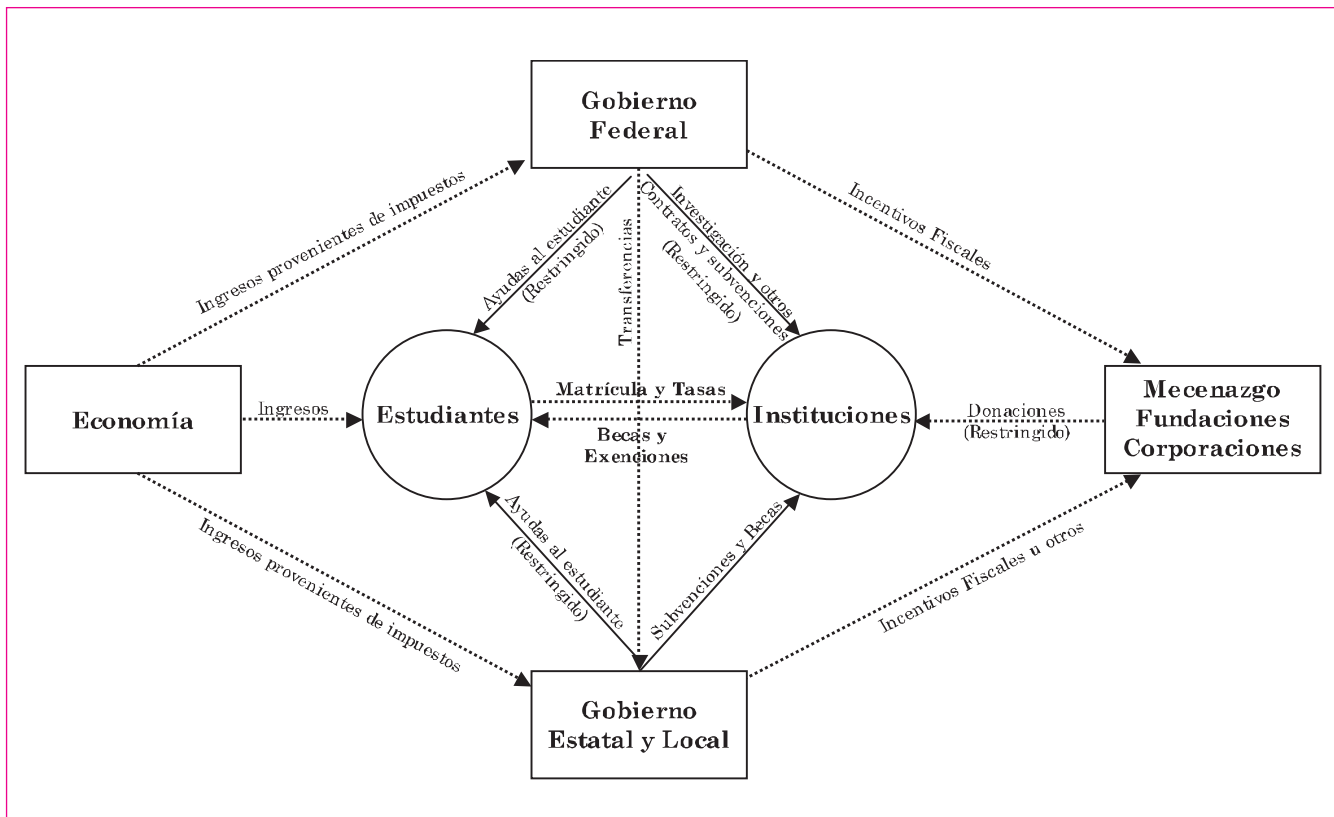 Gobierno
Federal
Ingresos provenientes de impuestos
Ayudas al estudiante
(Restringido)
Transferencias
Investigación y otros
Contratos y subvenciones
(Restringido)
Incentivos Fiscales
Economía
Ingresos
Estudiantes
Matrícula y Tasas
Becas y
Exenciones
Instituciones
Donaciones
(Restringido)
Mecenazgo
Fundaciones
Corporaciones
Ingresos provenientes de impuestos
Ayudas al estudiante
(Restringido)
Subvenciones y Becas
Incentivos Fiscales u otros
Gobierno
Estatal y Local